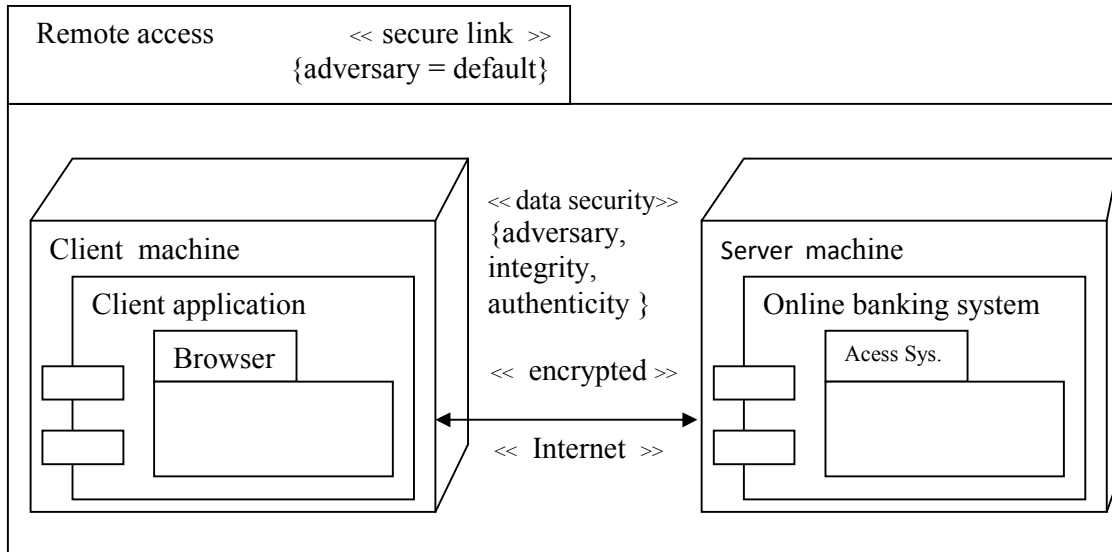 Remote access << secure link >>
{adversary = default}
<< data security>>
{adversary,
integrity,
authenticity }
Client machine
Client application
Browser
<< encrypted >>
<< Internet >>
Server machine
Online banking system
Acess Sys.